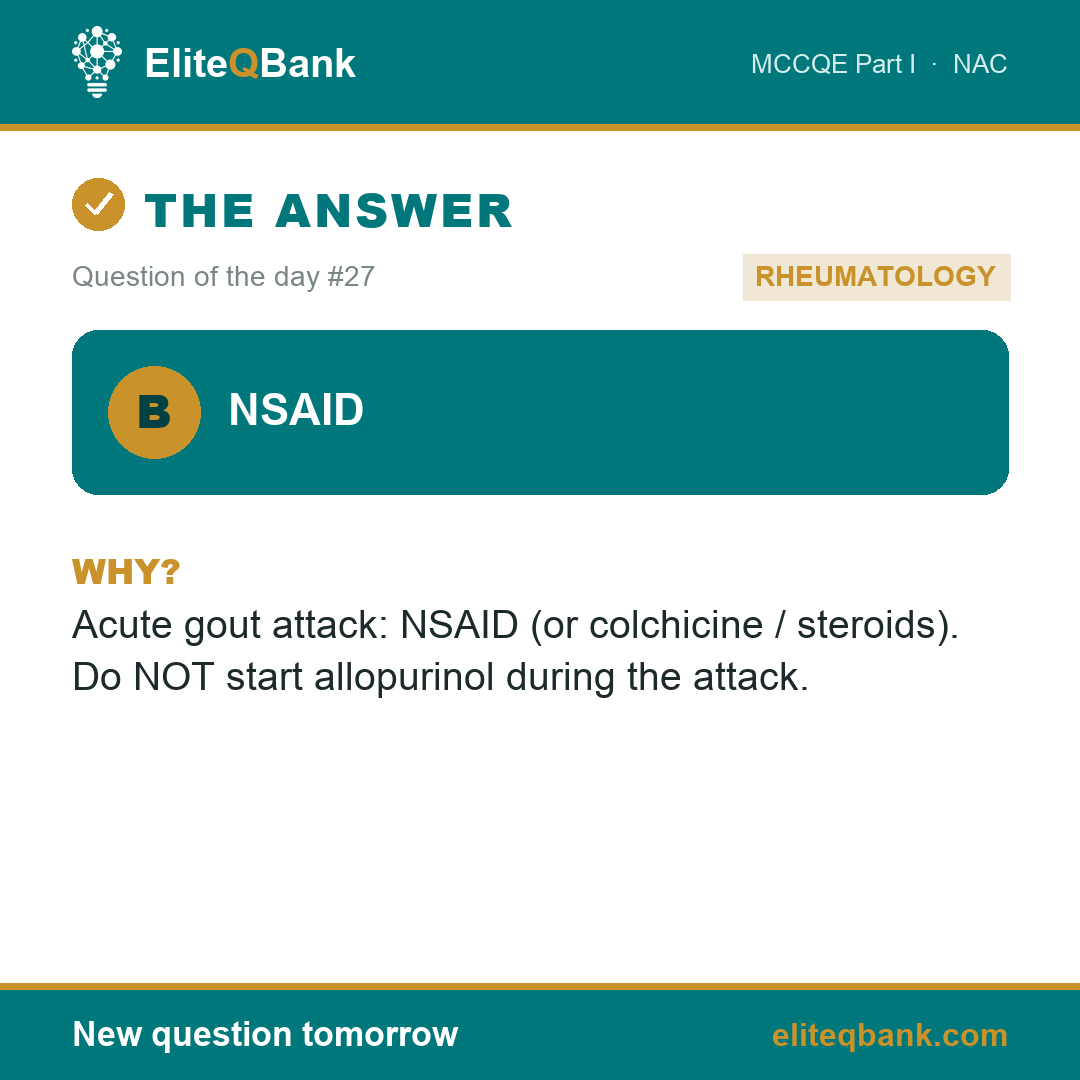 EliteQBank
MCCQE Part I · NAC
THE ANSWER
Question of the day #27
RHEUMATOLOGY
B
NSAID
WHY?
Acute gout attack: NSAID (or colchicine / steroids).
Do NOT start allopurinol during the attack.
New question tomorrow
eliteqbank.com